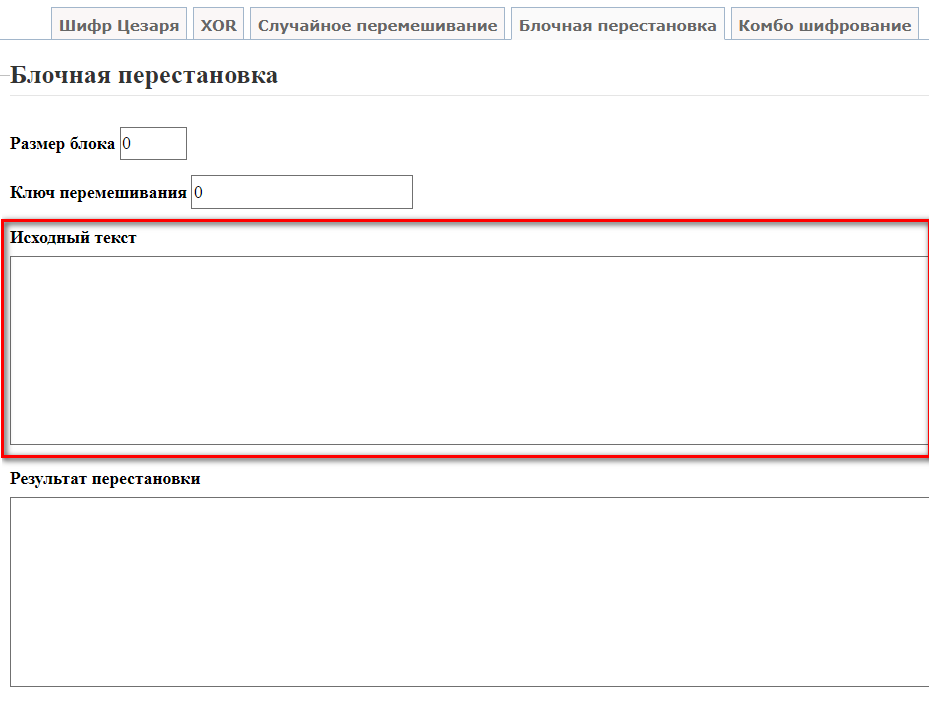 Шифр Цезаря XOR Случайное перемешивание Блочная перестановка Комбо шифрование
Блочная перестановка
Размер блока 0
Ключ перемешивания 0
Исходный текст
Результат перестановки